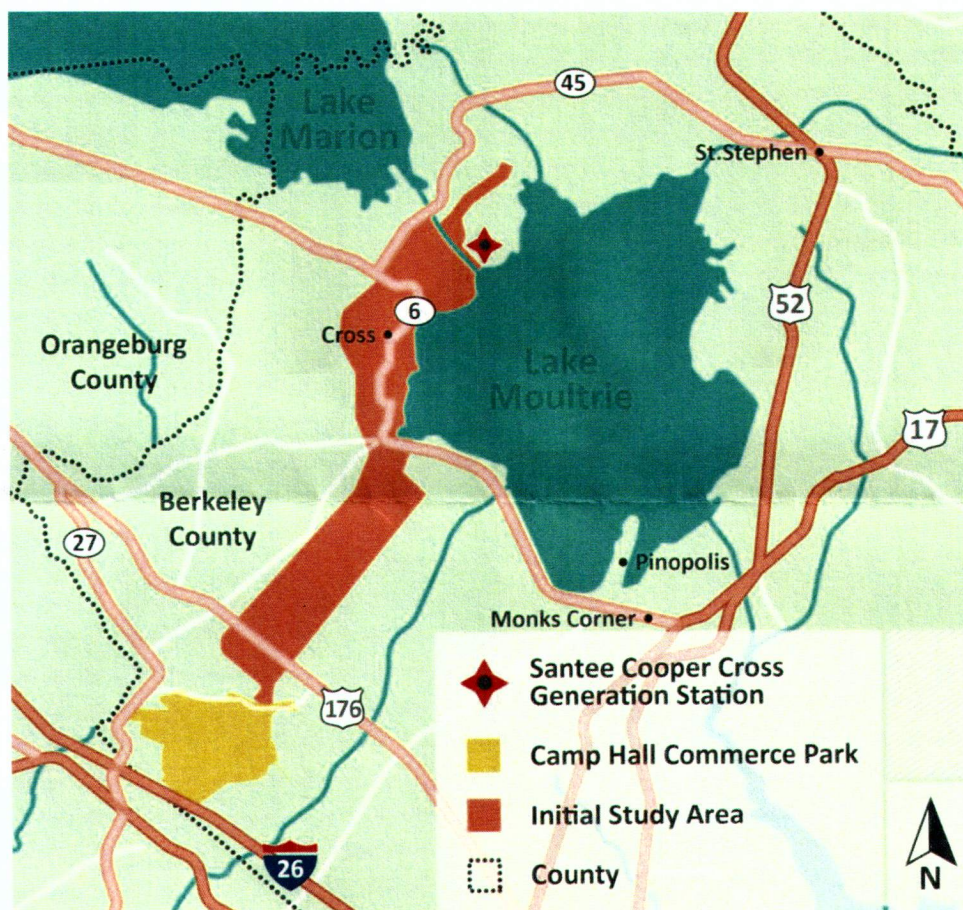 45
Lake
Marion
St.Stephen
6
Cross
52
Orangeburg
County
Lake
Moultrie
17
Berkeley
County
27
Pinopolis
Monks Corner
176
26
Santee Cooper Cross
Generation Station
Camp Hall Commerce Park
Initial Study Area
County
N